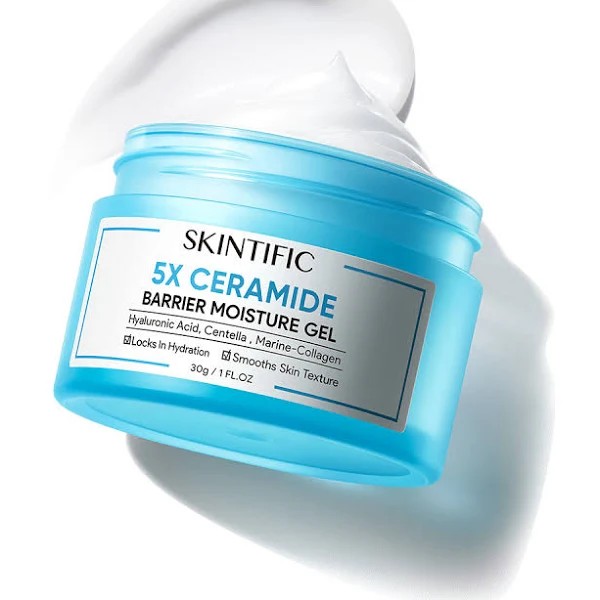 SKINTIFIC
5X CERAMIDE
BARRIER MOISTURE GEL
Hyaluronic Acid, Centella , Marine-Collagen
☑Locks In Hydration ☑Smooths Skin Texture
30g / 1 FL.OZ